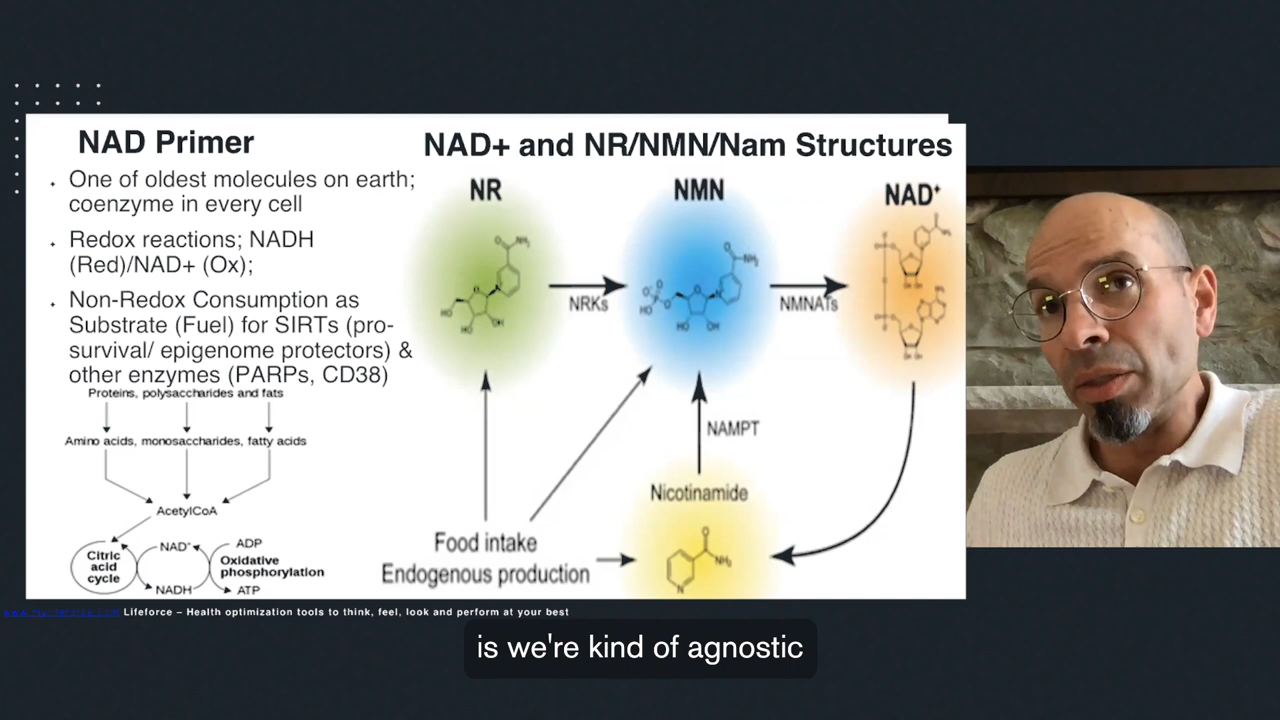 NAD Primer
One of oldest molecules on earth;
coenzyme in every cell
Redox reactions; NADH
(Red)/NAD+ (Ox);
Non-Redox Consumption as
Substrate (Fuel) for SIRTs (pro-
survival/ epigenome protectors) &
other enzymes (PARPs, CD38)
Proteins, polysaccharides and fats
Amino acids, monosaccharides, fatty acids
AcetylCoA
Citric
acid
cycle
NAD+
NADH
ADP
Oxidative
phosphorylation
ATP
NAD+ and NR/NMN/Nam Structures
NR
NMN
NAD+
NRKs
NMNATs
NAMPT
Nicotinamide
Food intake
Endogenous production
Lifeforce – Health optimization tools to think, feel, look and perform at your best
is we're kind of agnostic